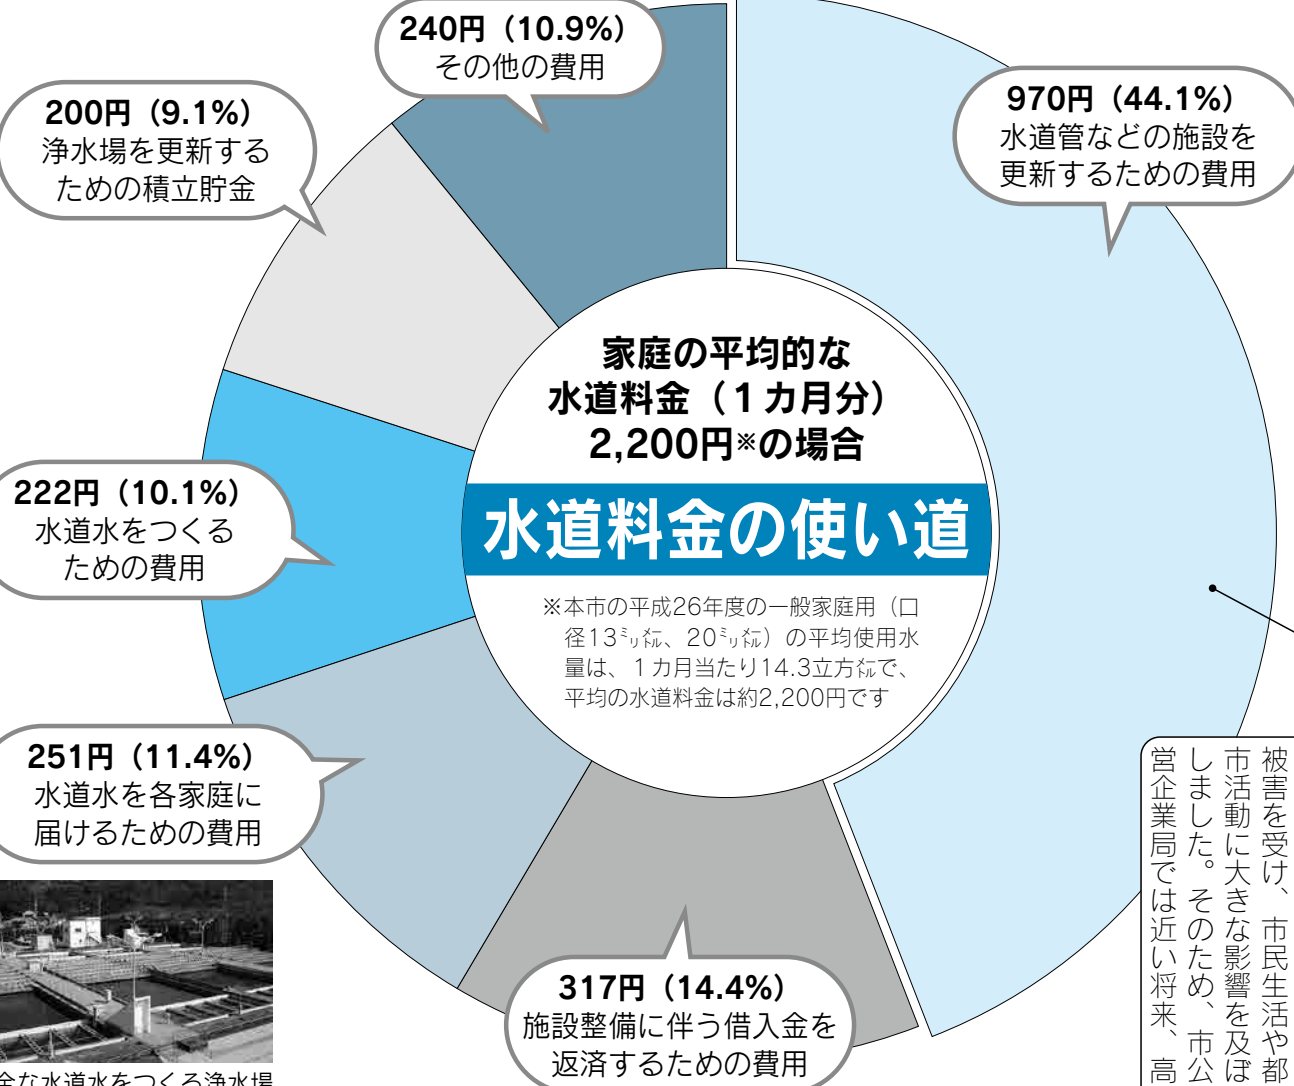 240円（10.9%）
その他の費用
970円（44.1%）
水道管などの施設を
更新するための費用
200円（9.1%）
浄水場を更新する
ための積立貯金
家庭の平均的な
水道料金（１カ月分）
2,200円※の場合
水道料金の使い道
※本市の平成26年度の一般家庭用（口
径13㍉㍍、20㍉㍍）の平均使用水
量は、１カ月当たり14.3立方㍍で、
平均の水道料金は約2,200円です
222円（10.1%）
水道水をつくる
ための費用
251円（11.4%）
水道水を各家庭に
届けるための費用
317円（14.4%）
施設整備に伴う借入金を
返済するための費用
被害を受け、市民生活や都
市活動に大きな影響を及ぼ
しました。そのため、市公
営企業局では近い将来、高
全な水道水をつくる浄水場